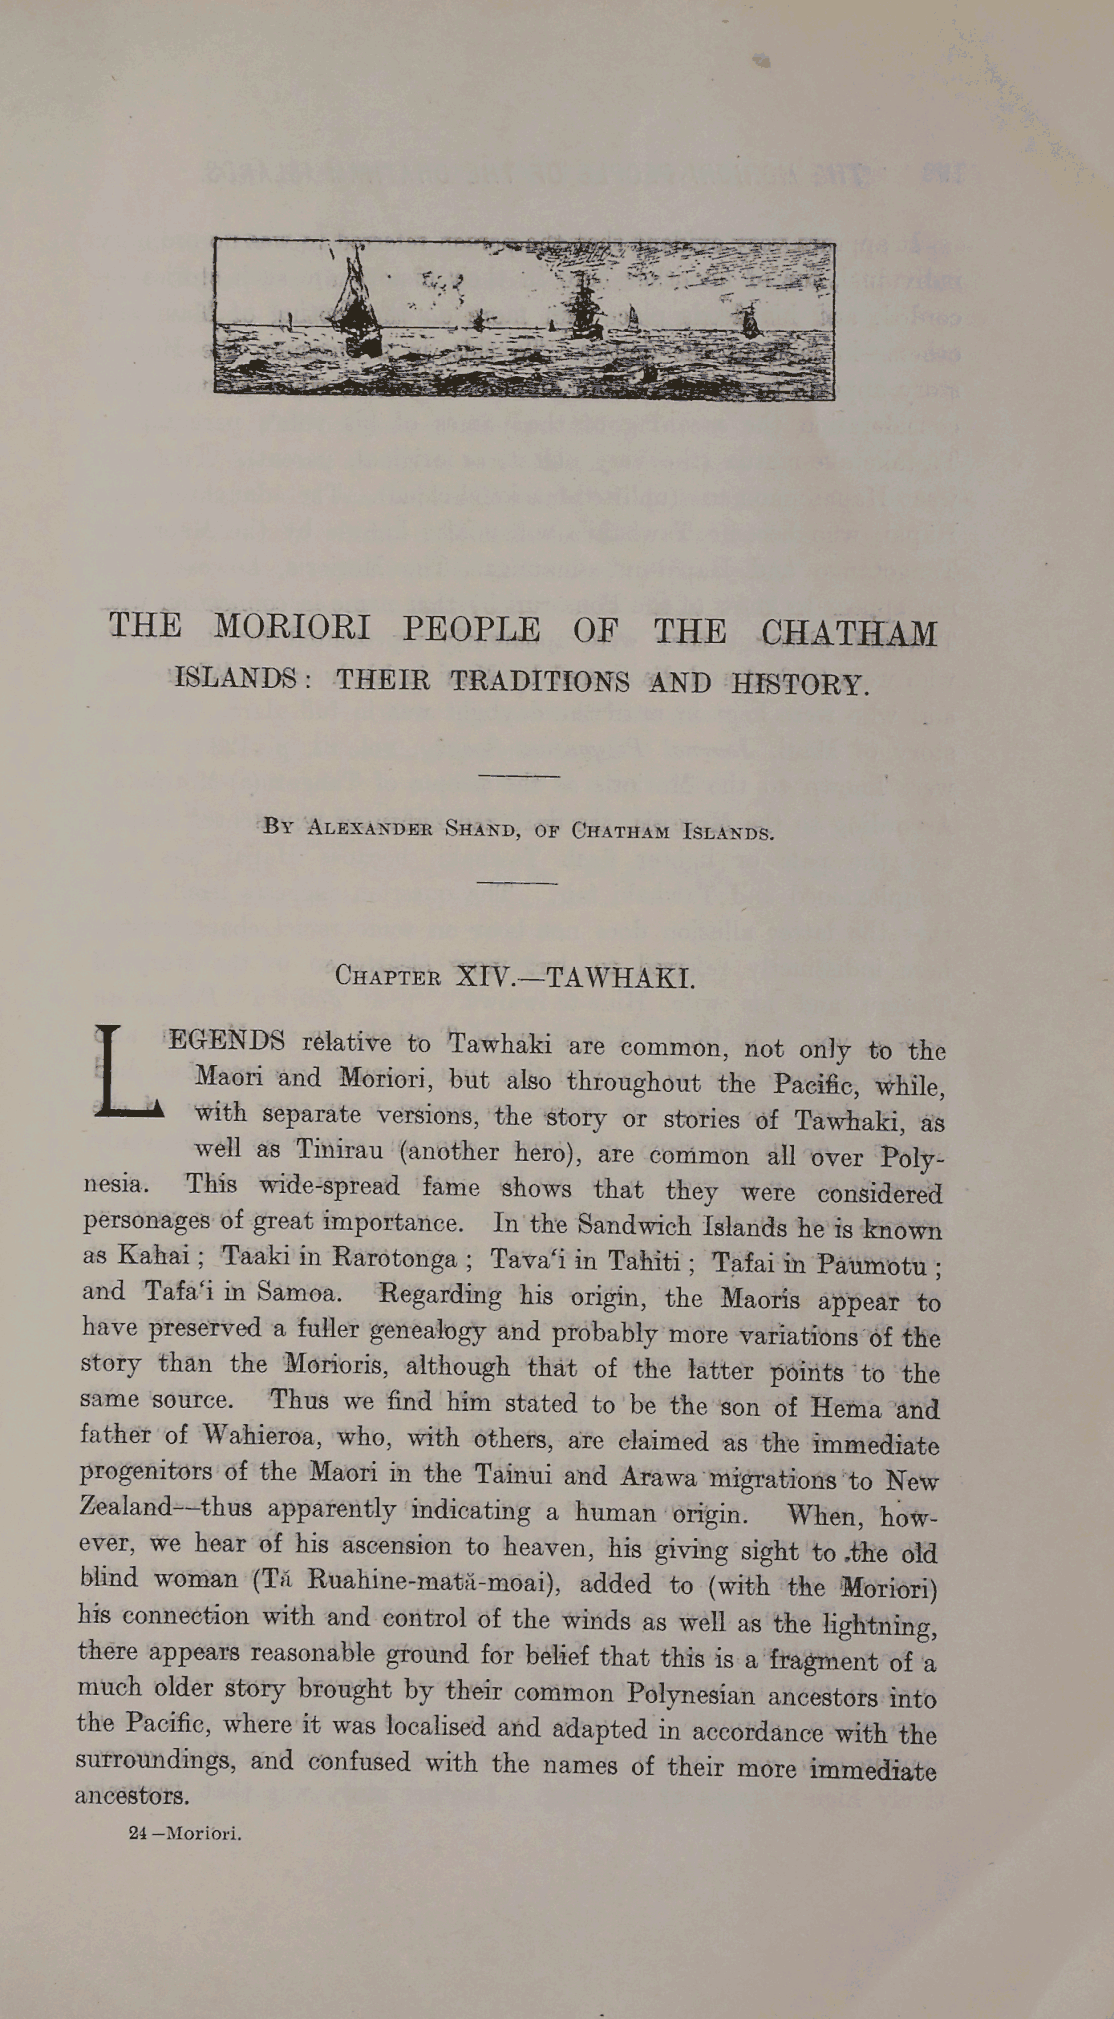 THE MORIORI PEOPLE OF THE CHATHAM
ISLANDS: THEIR TRADITIONS AND HISTORY.
By Alexander Shand, of Chatham Islands.
Chapter XIV.—TAWHAKI.
LEGENDS relative to Tawhaki are common, not only to the
Maori and Moriori, but also throughout the Pacific, while,
with separate versions, the story or stories of Tawhaki, as
well as Tinirau (another hero), are common all over Poly-
nesia. This wide-spread fame shows that they were considered
personages of great importance. In the Sandwich Islands he is known
as Kahai; Taaki in Rarotonga; Tava‘i in Tahiti; Tafai in Paumotu;
and Tafa‘i in Samoa. Regarding his origin, the Maoris appear to
have preserved a fuller genealogy and probably more variations of the
story than the Morioris, although that of the latter points to the
same source. Thus we find him stated to be the son of Hema and
father of Wahieroa, who, with others, are claimed as the immediate
progenitors of the Maori in the Tainui and Arawa migrations to New
Zealand—thus apparently indicating a human origin. When, how-
ever, we hear of his ascension to heaven, his giving sight to the old
blind woman (Tă Ruahine-mată-moai), added to (with the Moriori)
his connection with and control of the winds as well as the lightning,
there appears reasonable ground for belief that this is a fragment of a
much older story brought by their common Polynesian ancestors into
the Pacific, where it was localised and adapted in accordance with the
surroundings, and confused with the names of their more immediate
ancestors.
24—Moriori.